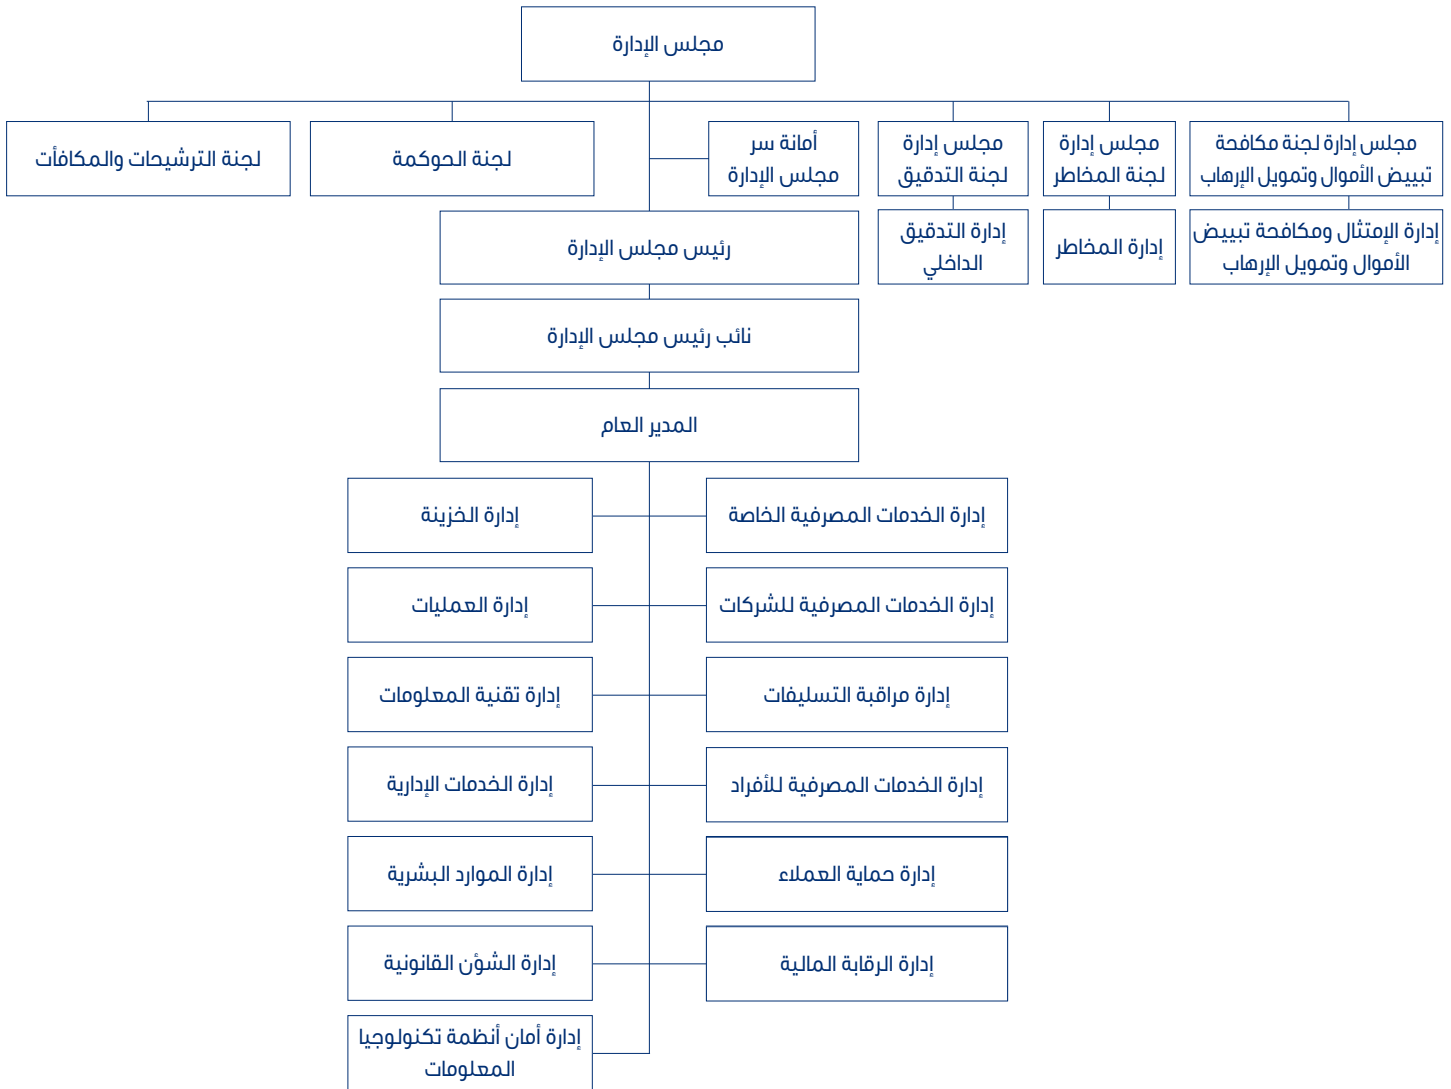 مجلس الإدارة
مجلس إدارة لجنة مكافحة
تبييض الأموال وتمويل الإرهاب
مجلس إدارة
لجنة المخاطر
مجلس إدارة
لجنة التدقيق
أمانة سر
مجلس الإدارة
لجنة الحوكمة
لجنة الترشيحات والمكافأت
إدارة الإمتثال ومكافحة تبييض
الأموال وتمويل الإرهاب
إدارة المخاطر
إدارة التدقيق
الداخلي
رئيس مجلس الإدارة
نائب رئيس مجلس الإدارة
المدير العام
إدارة الخدمات المصرفية الخاصة
إدارة الخزينة
إدارة الخدمات المصرفية للشركات
إدارة العمليات
إدارة مراقبة التسليفات
إدارة تقنية المعلومات
إدارة الخدمات المصرفية للأفراد
إدارة الخدمات الإدارية
إدارة حماية العملاء
إدارة الموارد البشرية
إدارة الرقابة المالية
إدارة الشؤن القانونية
إدارة أمان أنظمة تكنولوجيا
المعلومات